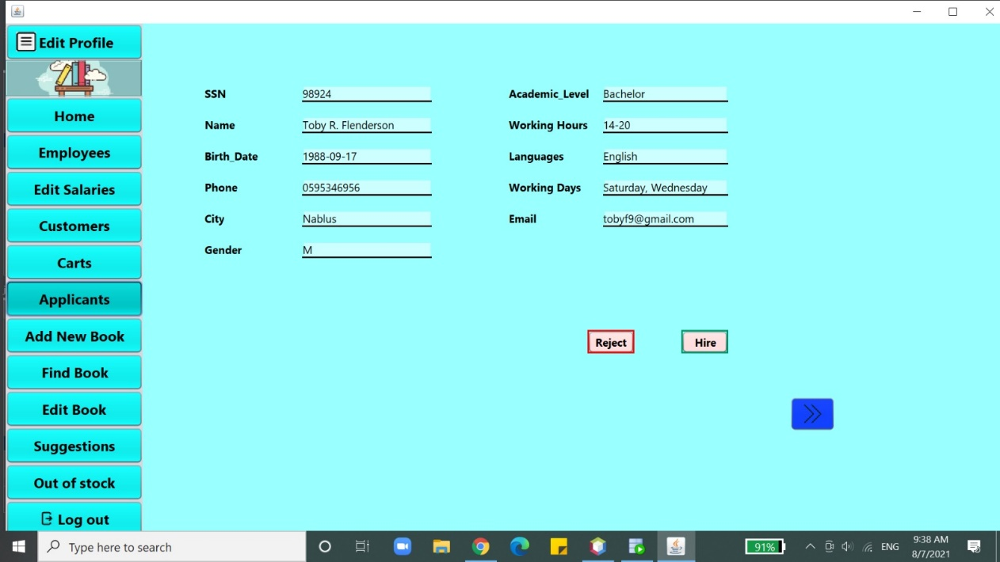 Edit Profile
Home
Employees
Edit Salaries
Customers
Carts
Applicants
Add New Book
Find Book
Edit Book
Suggestions
Out of stock
Log out
SSN 98924
Name Toby R. Flenderson
Birth_Date 1988-09-17
Phone 0595346956
City Nablus
Gender M
Academic_Level Bachelor
Working Hours 14-20
Languages English
Working Days Saturday, Wednesday
Email tobyf9@gmail.com
Reject Hire
Type here to search
91%
ENG
9:38 AM
8/7/2021